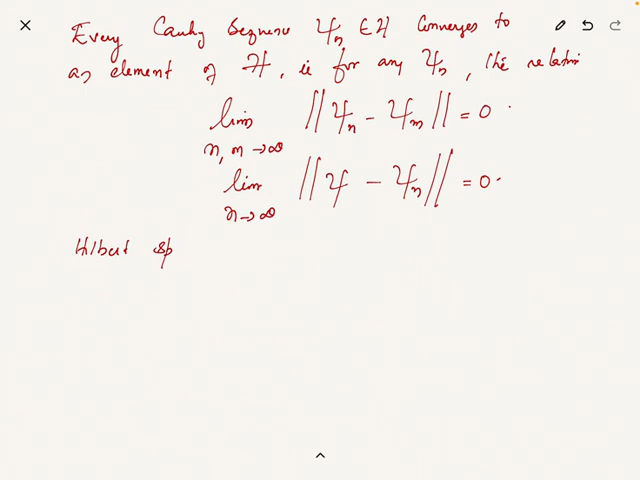 Every Cauchy Sequence Ψn ∈ H Converges to
as element of H, ie for any Ψn, the relation
lim ||Ψn - Ψm|| = 0.
n, m → ∞
lim ||Ψ - Ψn|| = 0.
n → ∞
Hilbert sp